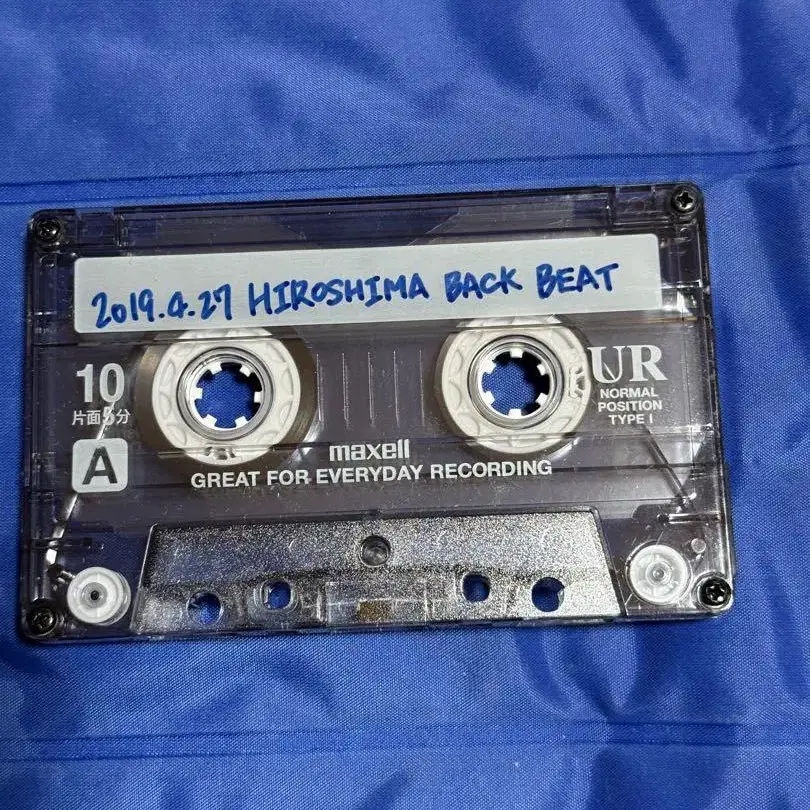 2019.4.27 HIROSHIMA BACK BEAT
10
片面5分
A
UR
NORMAL
POSITION
TYPE I
maxell
GREAT FOR EVERYDAY RECORDING